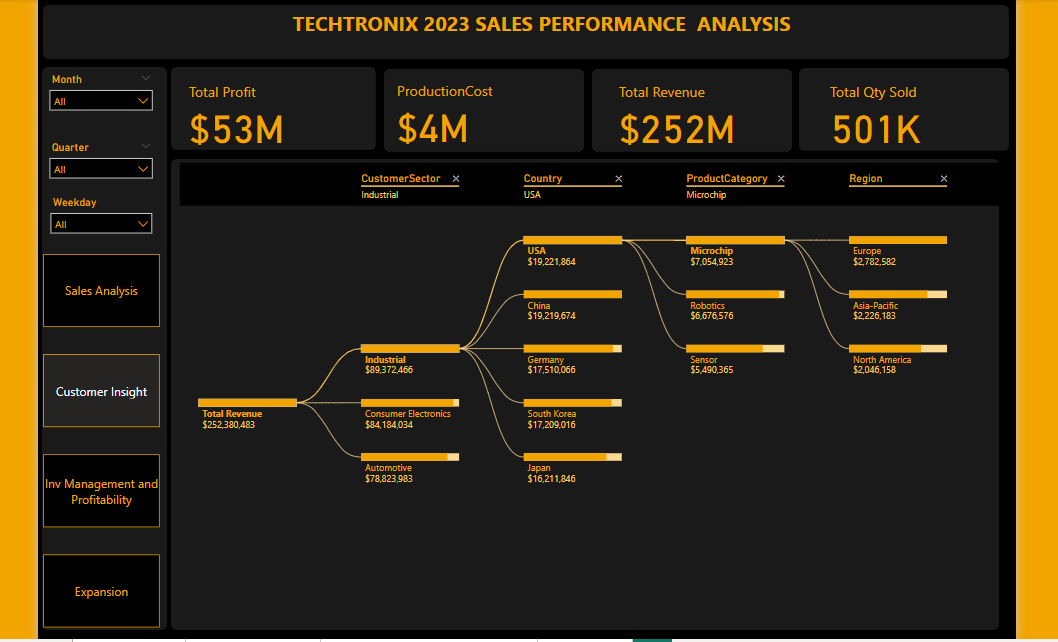 TECHTRONIX 2023 SALES PERFORMANCE ANALYSIS
Month
All
Quarter
All
Weekday
All
Sales Analysis
Customer Insight
Inv Management and
Profitability
Expansion
Total Profit
$53M
ProductionCost
$4M
Total Revenue
$252M
Total Qty Sold
501K
CustomerSector
Industrial
Country
USA
ProductCategory
Microchip
Region
Total Revenue
$252,380,483
Industrial
$89,372,466
Consumer Electronics
$84,184,034
Automotive
$78,823,983
USA
$19,221,864
China
$19,219,674
Germany
$17,510,066
South Korea
$17,209,016
Japan
$16,211,846
Microchip
$7,054,923
Robotics
$6,676,576
Sensor
$5,490,365
Europe
$2,782,582
Asia-Pacific
$2,226,183
North America
$2,046,158